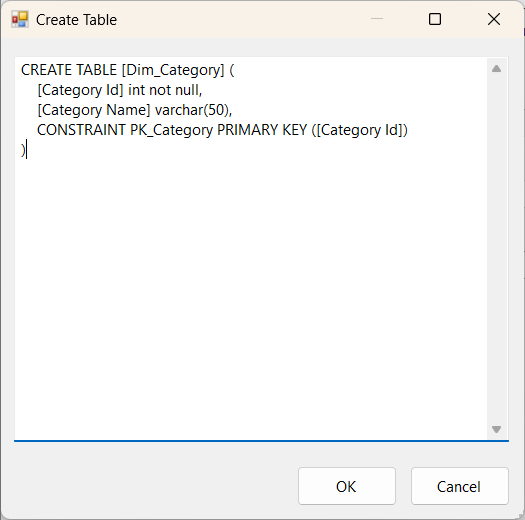 Create Table
CREATE TABLE [Dim_Category] (
    [Category Id] int not null,
    [Category Name] varchar(50),
    CONSTRAINT PK_Category PRIMARY KEY ([Category Id])
)
OK
Cancel